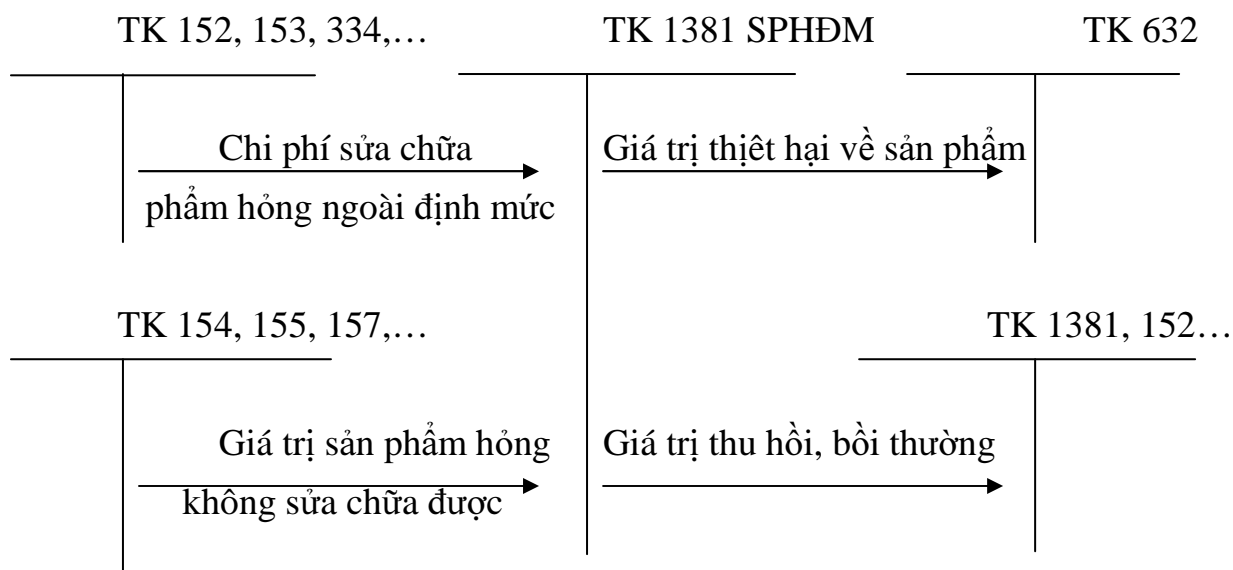 TK 152, 153, 334,… TK 1381 SPHĐM TK 632
Chi phí sửa chữa Giá trị thịêt hại về sản phẩm
phẩm hỏng ngoài định mức
TK 154, 155, 157,… TK 1381, 152…
Giá trị sản phẩm hỏng Giá trị thu hồi, bồi thường
không sửa chữa được